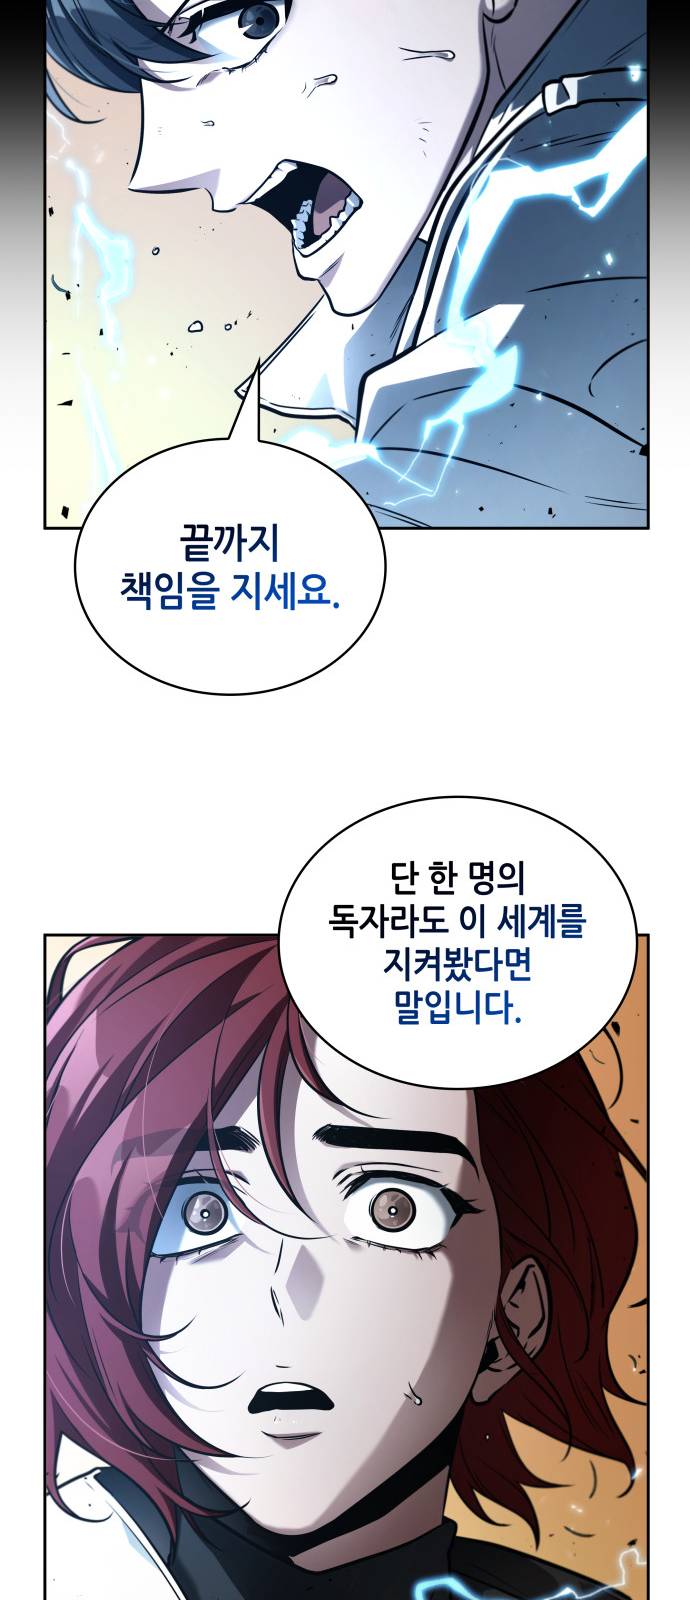 끝까지
책임을 지세요.
단 한 명의
독자라도 이 세계를
지켜봤다면
말입니다.